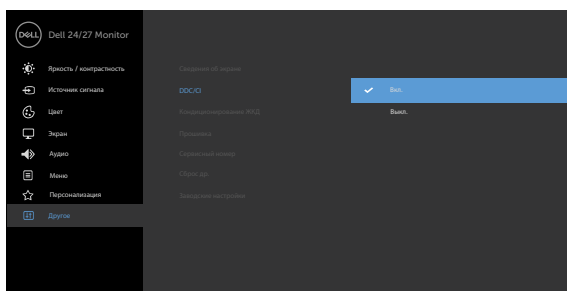 DELL Dell 24/27 Monitor
Яркость / контрастность
Источник сигнала
Цвет
Экран
Аудио
Меню
Персонализация
Другое
Сведения об экране
DDC/CI
Кондиционирование ЖКД
Прошивка
Сервисный номер
Сброс др.
Заводские настройки
Вкл.
Выкл.